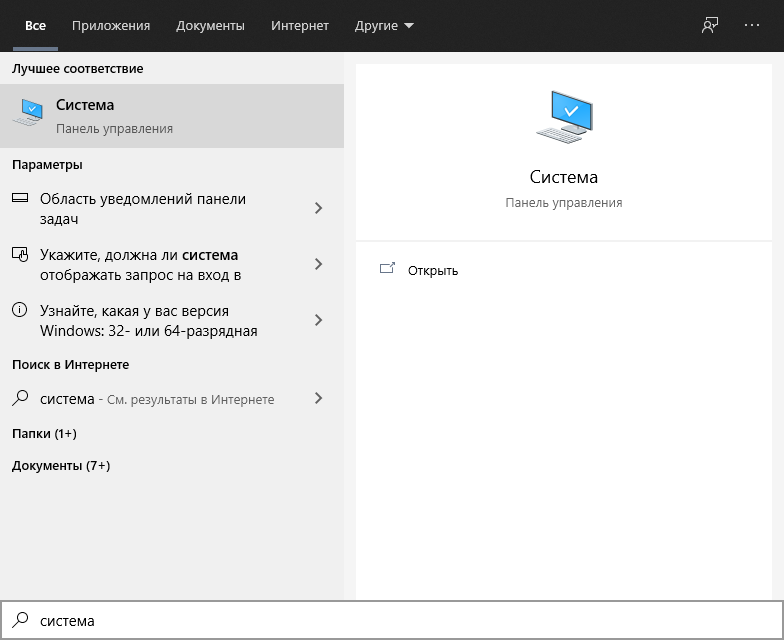 Все Приложения Документы Интернет Другие
Лучшее соответствие
Система
Панель управления
Параметры
Область уведомлений панели
задач
Укажите, должна ли система
отображать запрос на вход в
Узнайте, какая у вас версия
Windows: 32- или 64-разрядная
Поиск в Интернете
система - См. результаты в Интернете
Папки (1+)
Документы (7+)
Система
Панель управления
Открыть
система